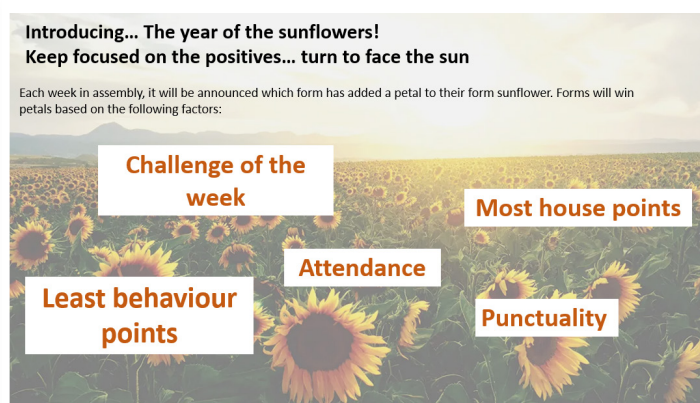 Introducing... The year of the sunflowers!
Keep focused on the positives... turn to face the sun
Each week in assembly, it will be announced which form has added a petal to their form sunflower. Forms will win
petals based on the following factors:
Challenge of the
week
Most house points
Attendance
Least behaviour
points
Punctuality